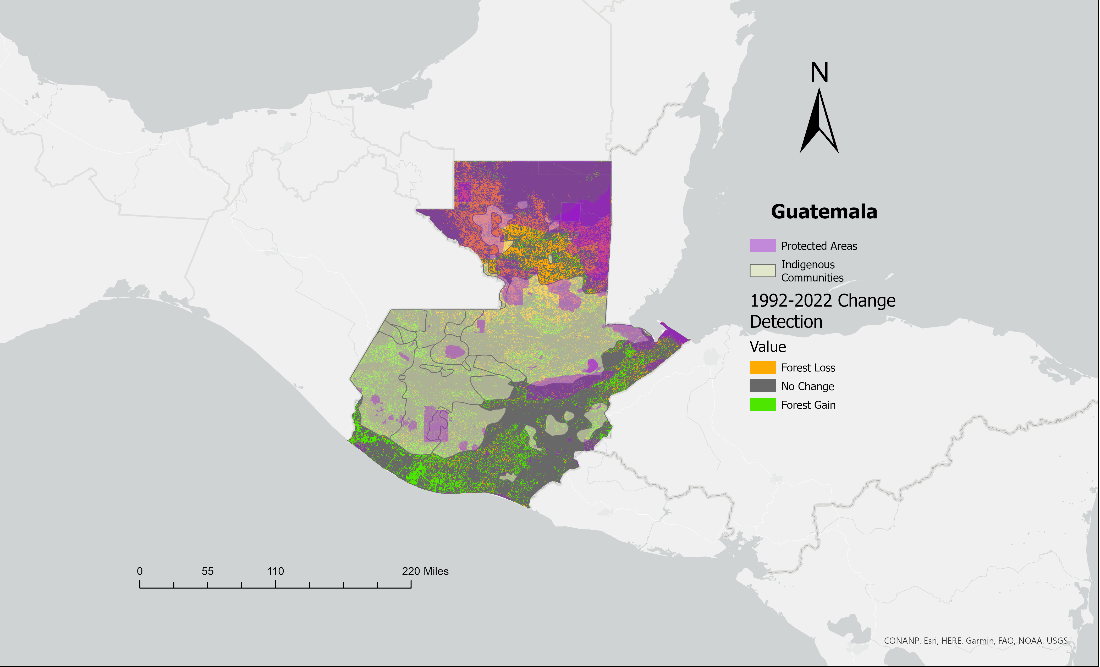 N
Guatemala
Protected Areas
Indigenous
Communities
1992-2022 Change
Detection
Value
Forest Loss
No Change
Forest Gain
0 55 110 220 Miles
CONANP, Esri, HERE, Garmin, FAO, NOAA, USGS